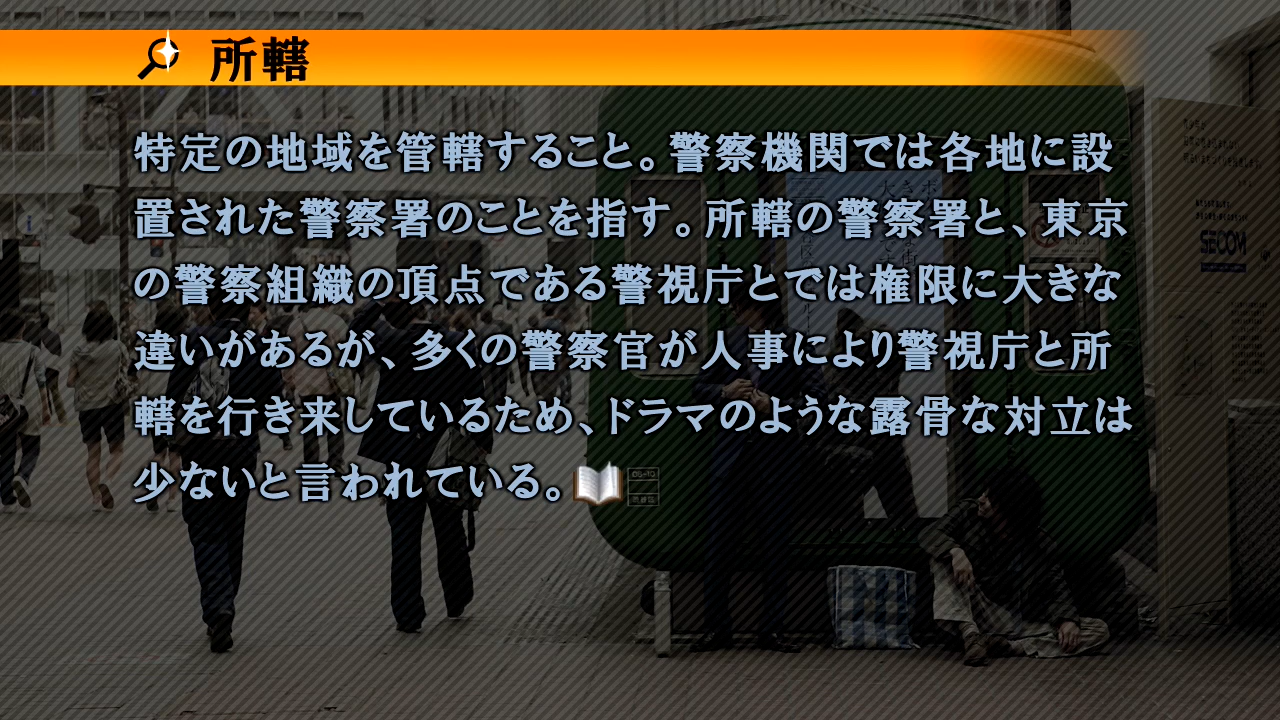 所轄
特定の地域を管轄すること。警察機関では各地に設
置された警察署のことを指す。所轄の警察署と、東京
の警察組織の頂点である警視庁とでは権限に大きな
違いがあるが、多くの警察官が人事により警視庁と所
轄を行き来しているため、ドラマのような露骨な対立は
少ないと言われている。
SECOM